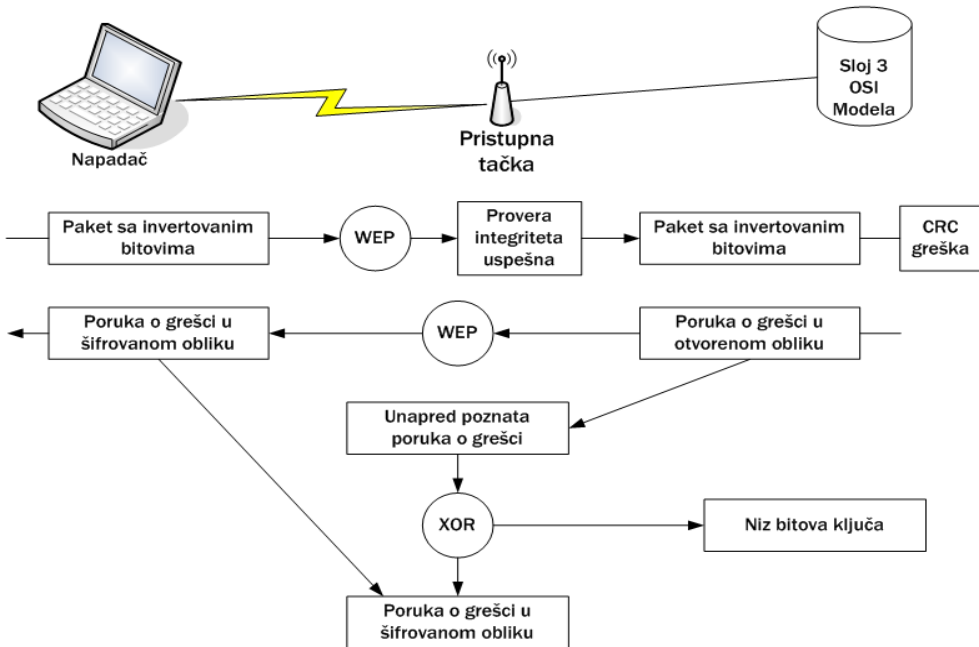 Sloj 3
OSI
Modela
Napadač
Pristupna
tačka
Paket sa invertovanim
bitovima
WEP
Provera
integriteta
uspešna
Paket sa invertovanim
bitovima
CRC
greška
Poruka o grešci u
šifrovanom obliku
WEP
Poruka o grešci u
otvorenom obliku
Unapred poznata
poruka o grešci
XOR
Niz bitova ključa
Poruka o grešci u
šifrovanom obliku